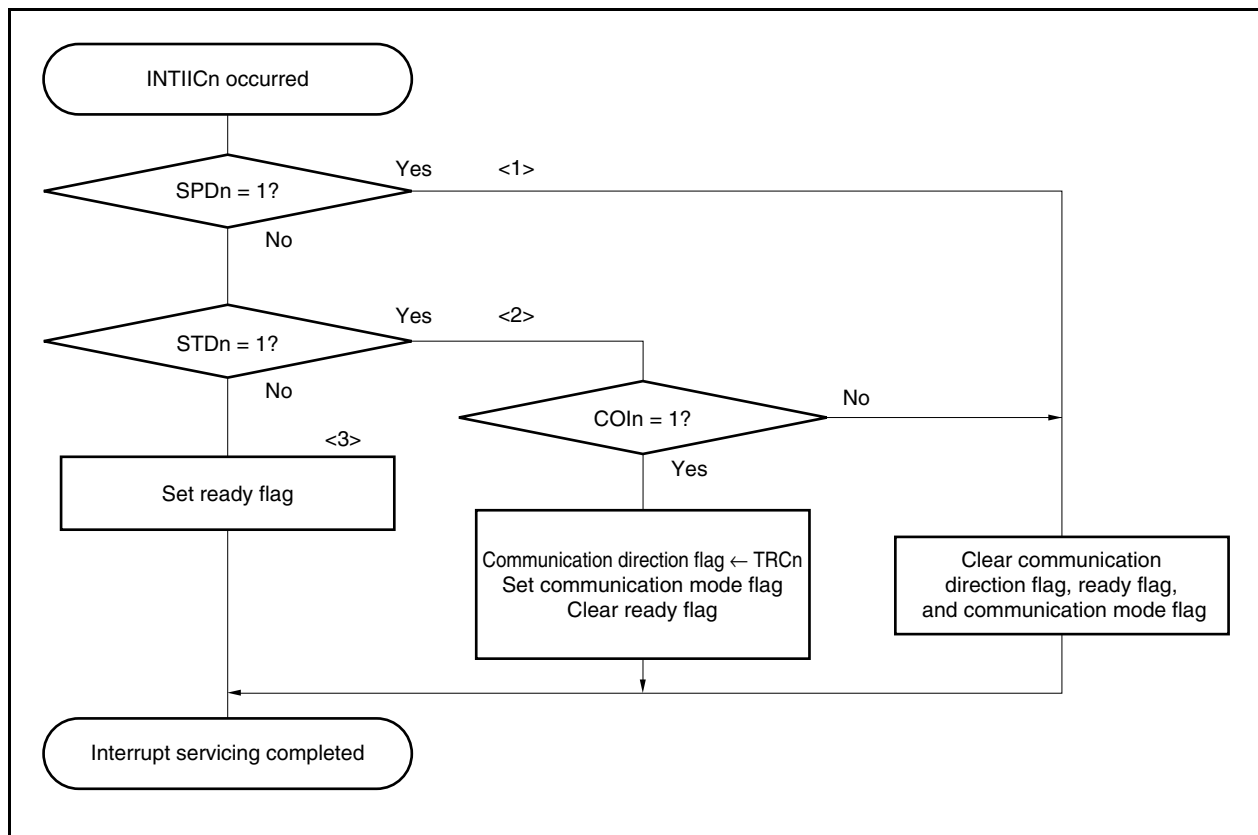 INTIICn occurred
Yes
<1>
SPDn = 1?
No
Yes
<2>
STDn = 1?
No
No
COIn = 1?
<3>
Yes
Set ready flag
Communication direction flag ← TRCn
Set communication mode flag
Clear ready flag
Clear communication
direction flag, ready flag,
and communication mode flag
Interrupt servicing completed